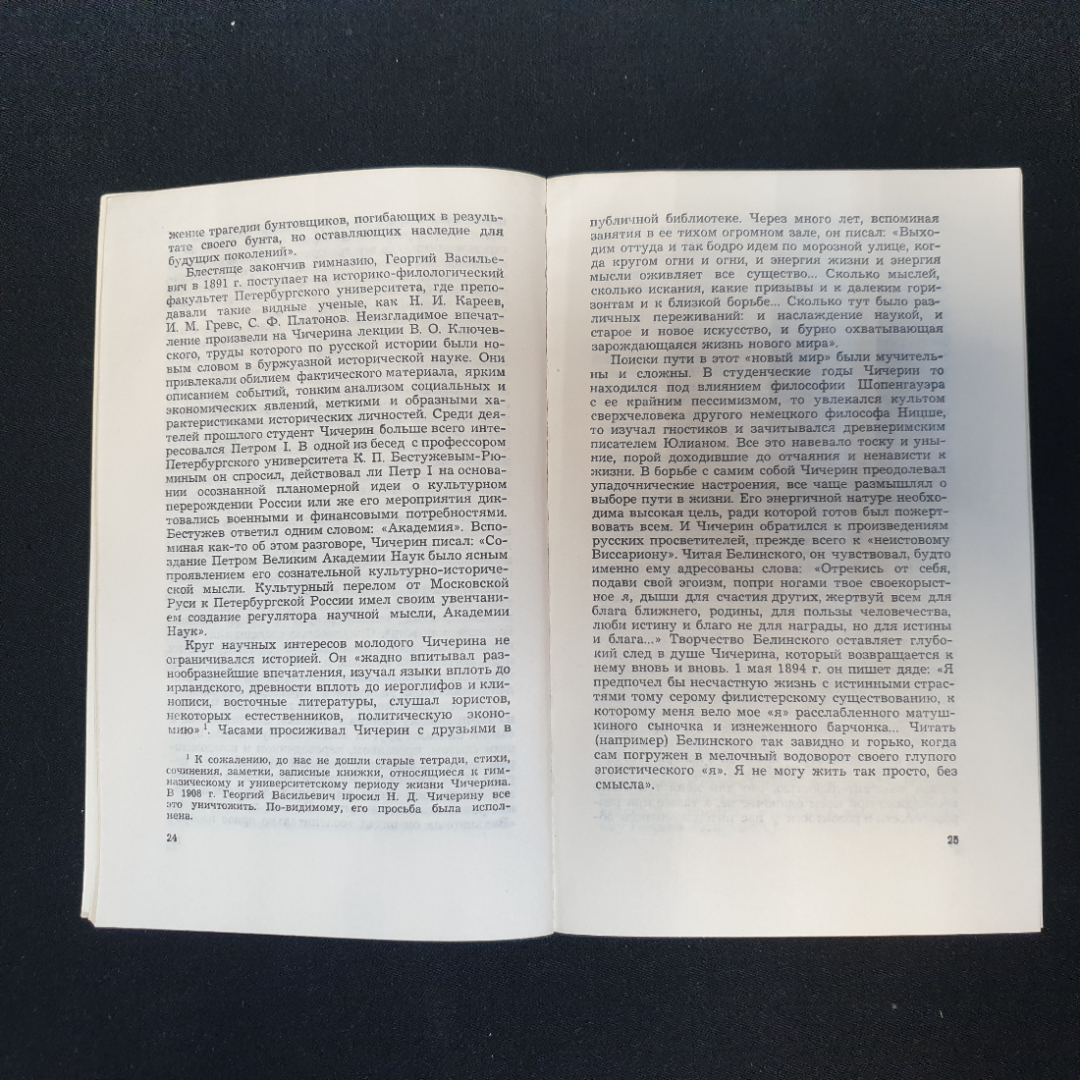 жение трагедии бунтовщиков, погибающих в резуль-
тате своего бунта, но оставляющих наследие для
будущих поколений».
Блестяще закончив гимназию, Георгий Василье-
вич в 1891 г. поступает на историко-филологический
факультет Петербургского университета, где препо-
давали такие видные ученые, как Н. И. Кареев,
И. М. Гревс, С. Ф. Платонов. Неизгладимое впечат-
ление произвели на Чичерина лекции В. О. Ключев-
ского, труды которого по русской истории были но-
вым словом в буржуазной исторической науке. Они
привлекали обилием фактического материала, ярким
описанием событий, тонким анализом социальных и
экономических явлений, меткими и образными ха-
рактеристиками исторических личностей. Среди дея-
телей прошлого студент Чичерин больше всего инте-
ресовался Петром I. В одной из бесед с профессором
Петербургского университета К. П. Бестужевым-Рю-
миным он спросил, действовал ли Петр I на основа-
нии осознанной планомерной идеи о культурном
перерождении России или же его мероприятия дик-
товались военными и финансовыми потребностями.
Бестужев ответил одним словом: «Академия». Вспо-
миная как-то об этом разговоре, Чичерин писал: «Со-
здание Петром Великим Академии Наук было ясным
проявлением его сознательной культурно-историче-
ской мысли. Культурный перелом от Московской
Руси к Петербургской России имел своим увенчани-
ем создание регулятора научной мысли, Академии
Наук».
Круг научных интересов молодого Чичерина не
ограничивался историей. Он «жадно впитывал раз-
нообразнейшие впечатления, изучал языки вплоть до
ирландского, древности вплоть до иероглифов и кли-
нописи, восточные литературы, слушал юристов,
некоторых естественников, политическую эконо-
мию» ¹. Часами просиживал Чичерин с друзьями в
¹ К сожалению, до нас не дошли старые тетради, стихи,
сочинения, заметки, записные книжки, относящиеся к гим-
назическому и университетскому периоду жизни Чичерина.
В 1908 г. Георгий Васильевич просил Н. Д. Чичерину все
это уничтожить. По-видимому, его просьба была испол-
нена.
24
публичной библиотеке. Через много лет, вспоминая
занятия в ее тихом огромном зале, он писал: «Выхо-
дим оттуда и так бодро идем по морозной улице, ког-
да кругом огни и огни, и энергия жизни и энергия
мысли оживляет все существо... Сколько мыслей,
сколько искания, какие призывы и к далеким гори-
зонтам и к близкой борьбе... Сколько тут было раз-
личных переживаний: и наслаждение наукой, и
старое и новое искусство, и бурно охватывающая
зарождающаяся жизнь нового мира».
Поиски пути в этот «новый мир» были мучитель-
ны и сложны. В студенческие годы Чичерин то
находился под влиянием философии Шопенгауэра
с ее крайним пессимизмом, то увлекался культом
сверхчеловека другого немецкого философа Ницше,
то изучал гностиков и зачитывался древнеримским
писателем Юлианом. Все это навевало тоску и уны-
ние, порой доходившие до отчаяния и ненависти к
жизни. В борьбе с самим собой Чичерин преодолевал
упадочнические настроения, все чаще размышлял о
выборе пути в жизни. Его энергичной натуре необхо-
дима высокая цель, ради которой готов был пожерт-
вовать всем. И Чичерин обратился к произведениям
русских просветителей, прежде всего к «неистовому
Виссариону». Читая Белинского, он чувствовал, будто
именно ему адресованы слова: «Отрекись от себя,
подави свой эгоизм, попри ногами твое своекорыст-
ное я, дыши для счастия других, жертвуй всем для
блага ближнего, родины, для пользы человечества,
люби истину и благо не для награды, но для истины
и блага...» Творчество Белинского оставляет глубо-
кий след в душе Чичерина, который возвращается к
нему вновь и вновь. 1 мая 1894 г. он пишет дяде: «Я
предпочел бы несчастную жизнь с истинными страс-
тями тому серому филистерскому существованию, к
которому меня вело мое «я» расслабленного матуш-
киного сыночка и изнеженного барчонка... Читать
(например) Белинского так завидно и горько, когда
сам погружен в мелочный водоворот своего глупого
эгоистического «я». Я не могу жить так просто, без
смысла».
25